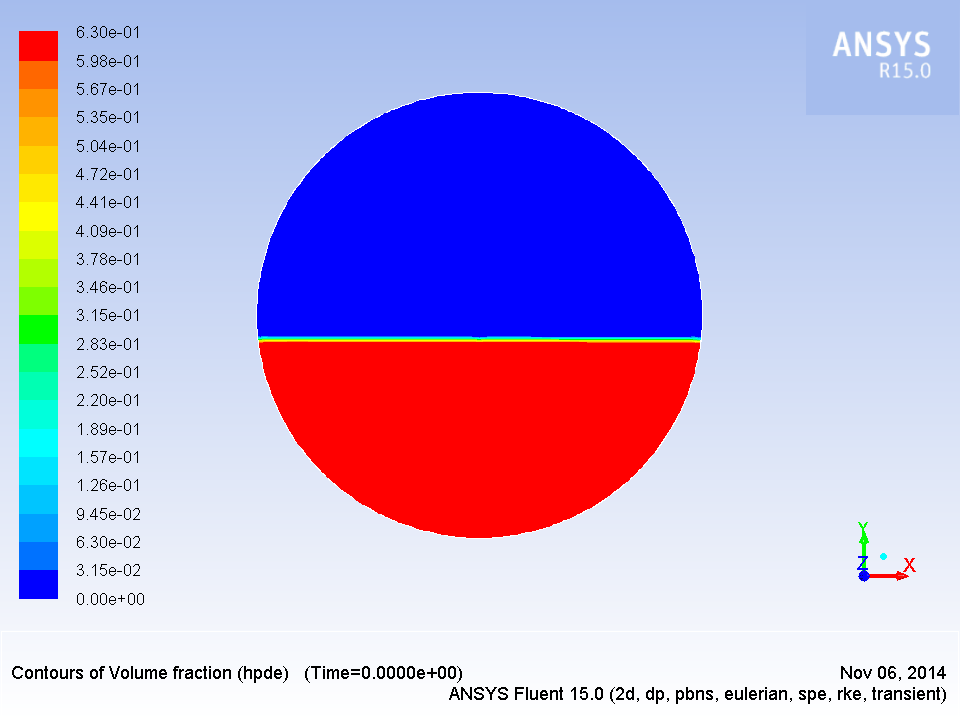 6.30e-01
5.98e-01
5.67e-01
5.35e-01
5.04e-01
4.72e-01
4.41e-01
4.09e-01
3.78e-01
3.46e-01
3.15e-01
2.83e-01
2.52e-01
2.20e-01
1.89e-01
1.57e-01
1.26e-01
9.45e-02
6.30e-02
3.15e-02
0.00e+00
ANSYS
R15.0
Y
Z
X
Contours of Volume fraction (hpde) (Time=0.0000e+00)
Nov 06, 2014
ANSYS Fluent 15.0 (2d, dp, pbns, eulerian, spe, rke, transient)